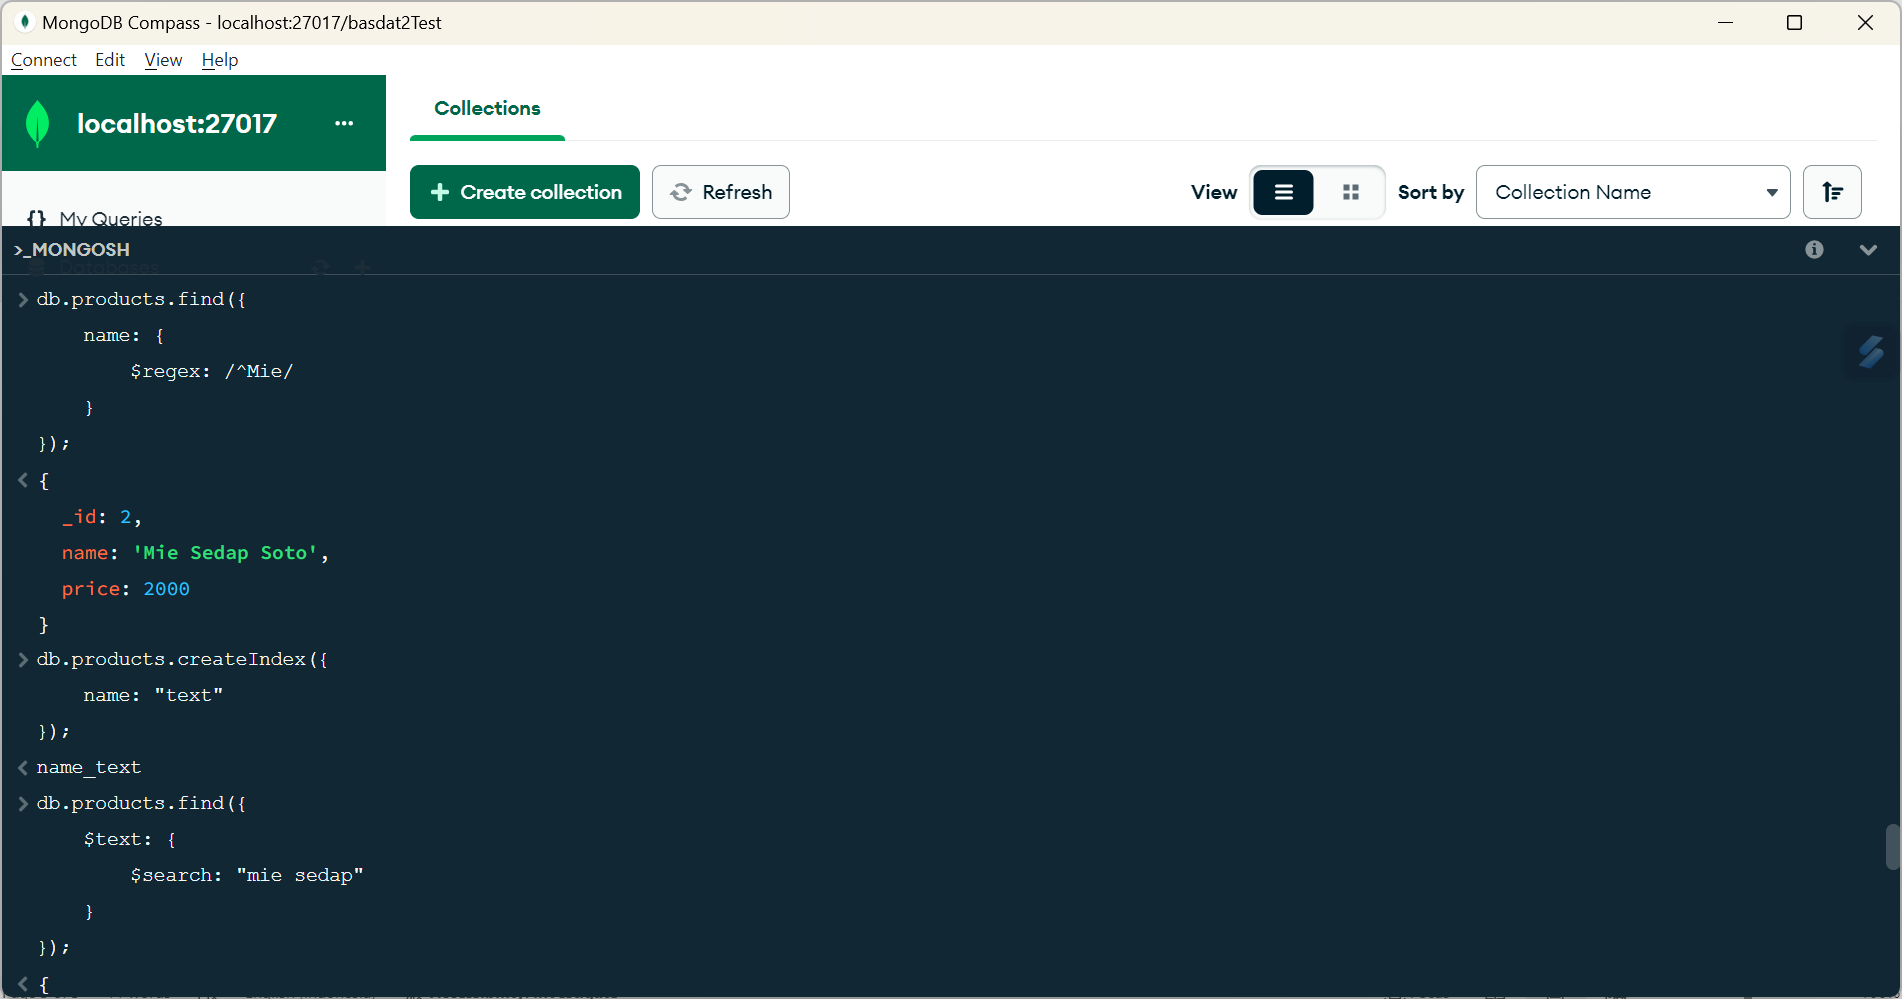 MongoDB Compass - localhost:27017/basdat2Test
Connect Edit View Help
localhost:27017 ...
Collections
+ Create collection Refresh View Sort by Collection Name
{} My Queries
>_MONGOSH
Databases
> db.products.find({
name: {
$regex: /^Mie/
}
});
< {
_id: 2,
name: 'Mie Sedap Soto',
price: 2000
}
> db.products.createIndex({
name: "text"
});
< name_text
> db.products.find({
$text: {
$search: "mie sedap"
}
});
< {